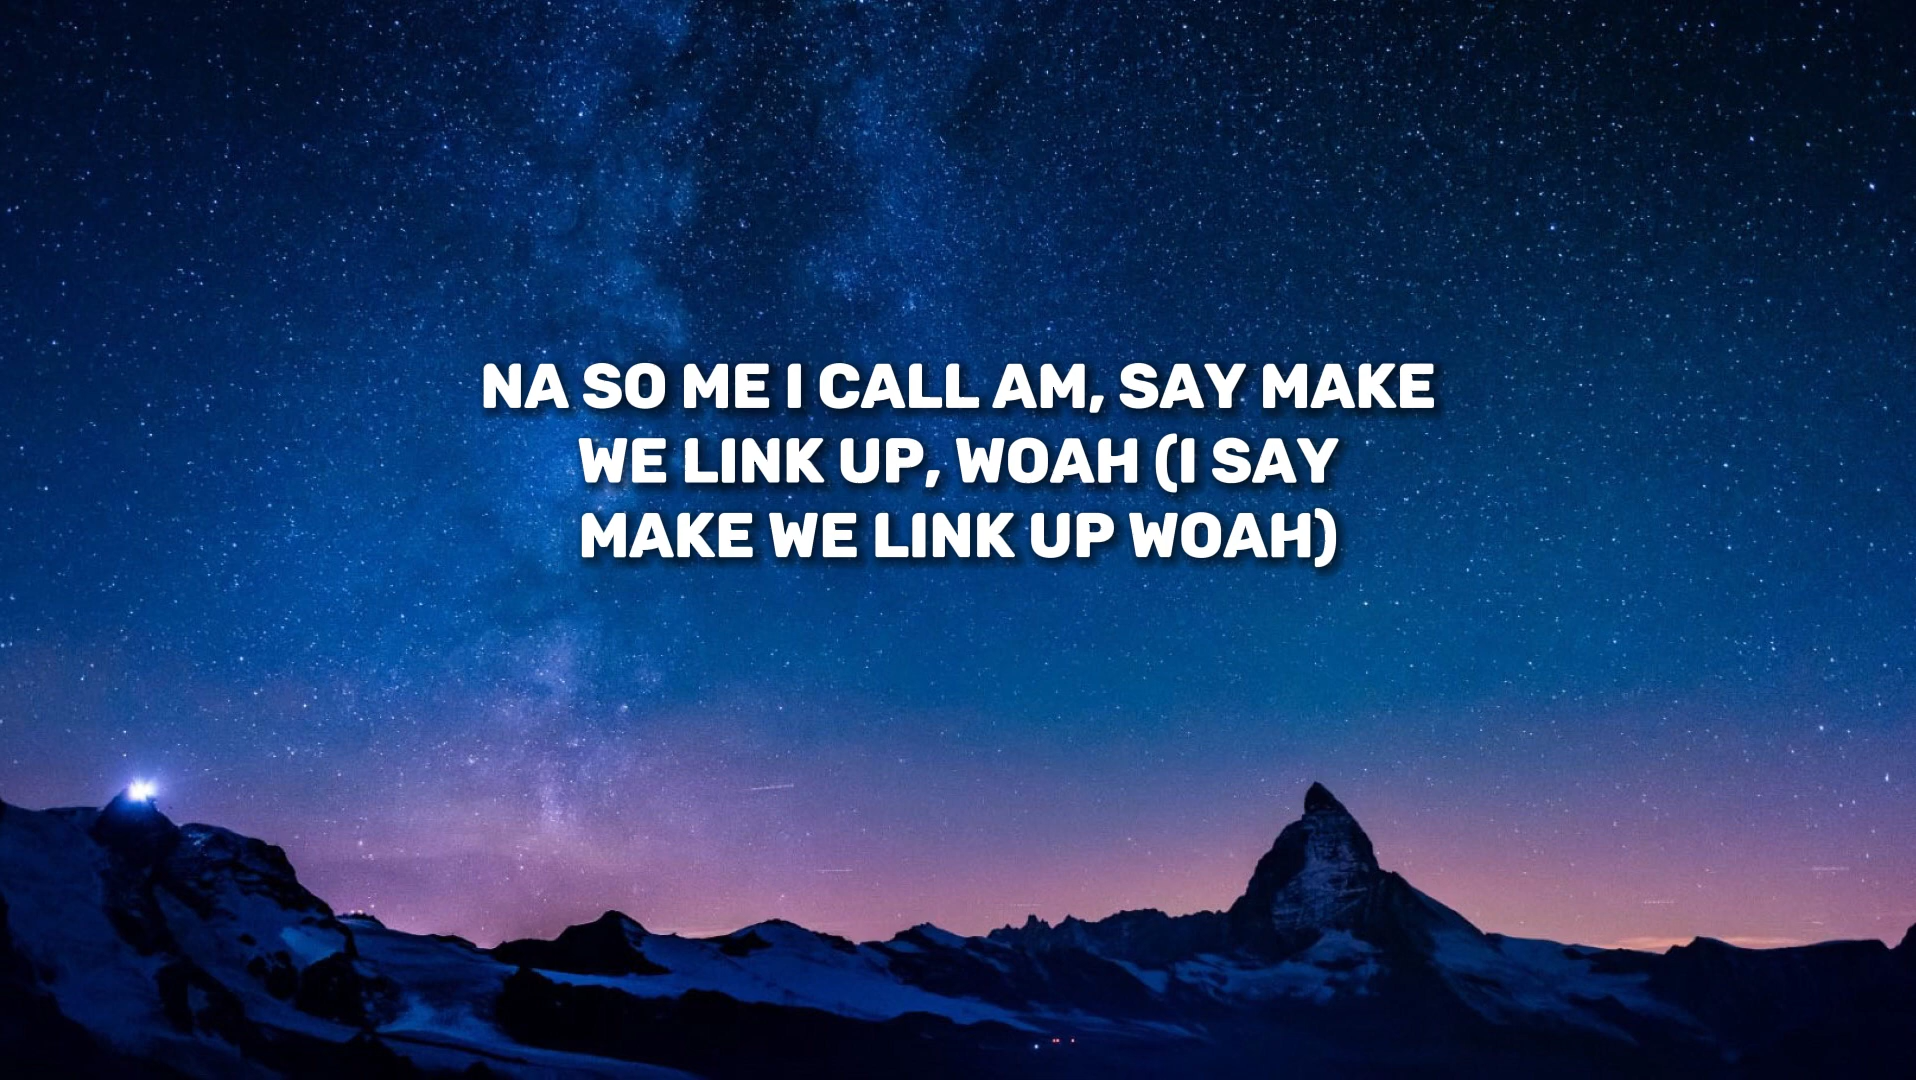 NA SO ME I CALL AM, SAY MAKE
WE LINK UP, WOAH (I SAY
MAKE WE LINK UP WOAH)